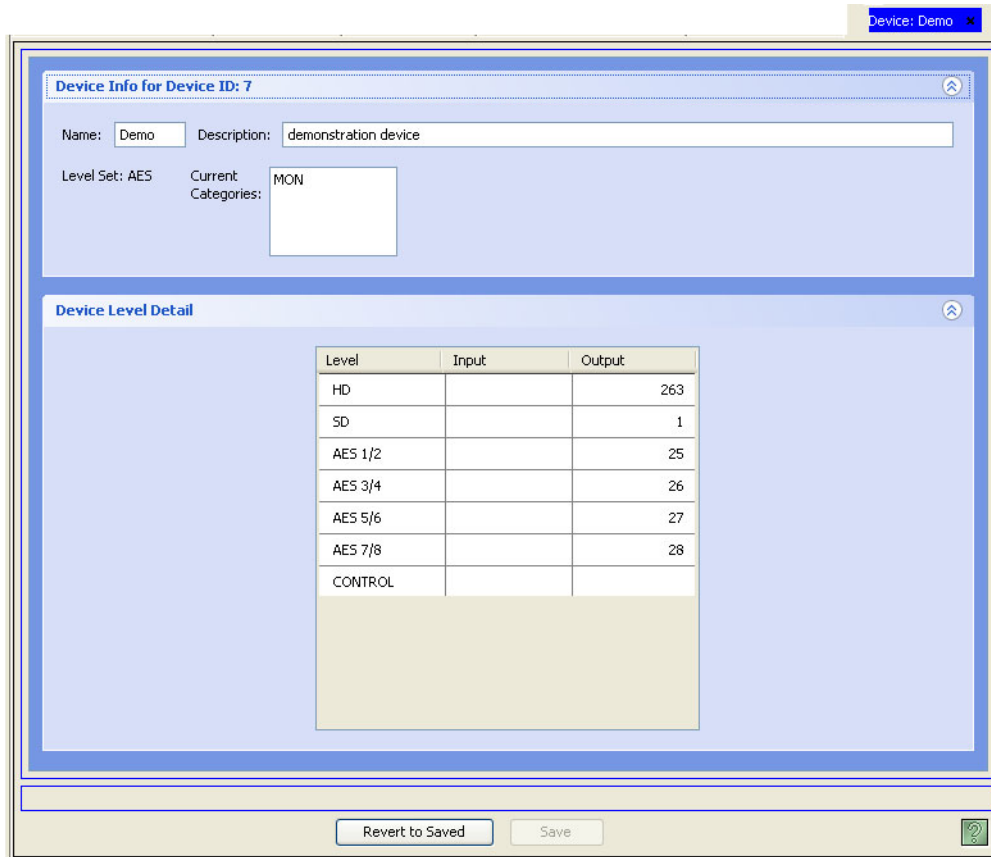 Device: Demo ×
Device Info for Device ID: 7
Name: Demo Description: demonstration device
Level Set: AES Current Categories: MON
Device Level Detail
Level Input Output
HD 263
SD 1
AES 1/2 25
AES 3/4 26
AES 5/6 27
AES 7/8 28
CONTROL
Revert to Saved Save ?